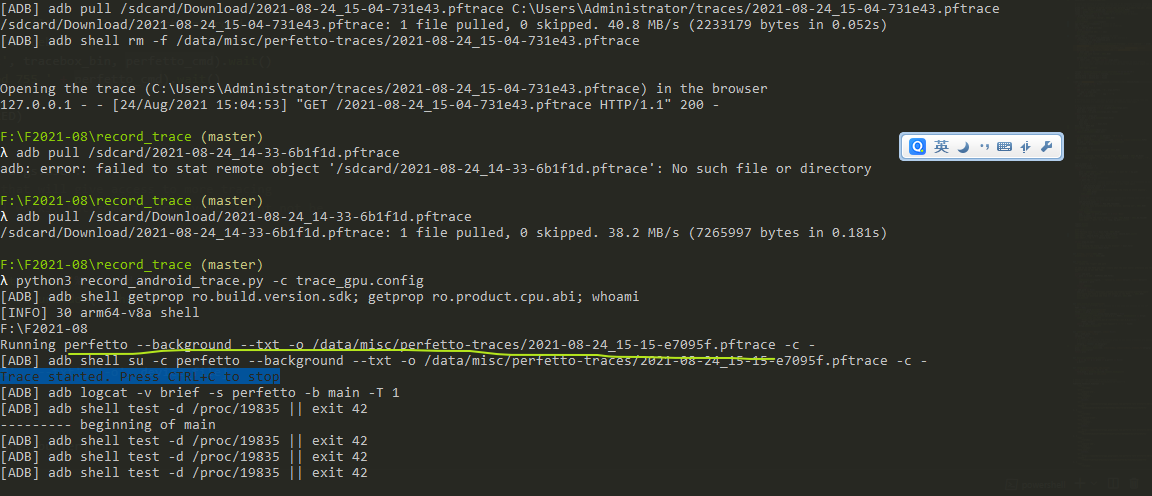 [ADB] adb pull /sdcard/Download/2021-08-24_15-04-731e43.pftrace C:\Users\Administrator/traces/2021-08-24_15-04-731e43.pftrace
/sdcard/Download/2021-08-24_15-04-731e43.pftrace: 1 file pulled, 0 skipped. 40.8 MB/s (2233179 bytes in 0.052s)
[ADB] adb shell rm -f /data/misc/perfetto-traces/2021-08-24_15-04-731e43.pftrace
Opening the trace (C:\Users\Administrator/traces/2021-08-24_15-04-731e43.pftrace) in the browser
127.0.0.1 - - [24/Aug/2021 15:04:53] "GET /2021-08-24_15-04-731e43.pftrace HTTP/1.1" 200 -
F:\F2021-08\record_trace (master)
λ adb pull /sdcard/2021-08-24_14-33-6b1f1d.pftrace
英
adb: error: failed to stat remote object '/sdcard/2021-08-24_14-33-6b1f1d.pftrace': No such file or directory
F:\F2021-08\record_trace (master)
λ adb pull /sdcard/Download/2021-08-24_14-33-6b1f1d.pftrace
/sdcard/Download/2021-08-24_14-33-6b1f1d.pftrace: 1 file pulled, 0 skipped. 38.2 MB/s (7265997 bytes in 0.181s)
F:\F2021-08\record_trace (master)
λ python3 record_android_trace.py -c trace_gpu.config
[ADB] adb shell getprop ro.build.version.sdk; getprop ro.product.cpu.abi; whoami
[INFO] 30 arm64-v8a shell
F:\F2021-08
Running perfetto --background --txt -o /data/misc/perfetto-traces/2021-08-24_15-15-e7095f.pftrace -c -
[ADB] adb shell su -c perfetto --background --txt -o /data/misc/perfetto-traces/2021-08-24_15-15-e7095f.pftrace -c -
Trace started. Press CTRL+C to stop
[ADB] adb logcat -v brief -s perfetto -b main -T 1
[ADB] adb shell test -d /proc/19835 || exit 42
--------- beginning of main
[ADB] adb shell test -d /proc/19835 || exit 42
[ADB] adb shell test -d /proc/19835 || exit 42
[ADB] adb shell test -d /proc/19835 || exit 42